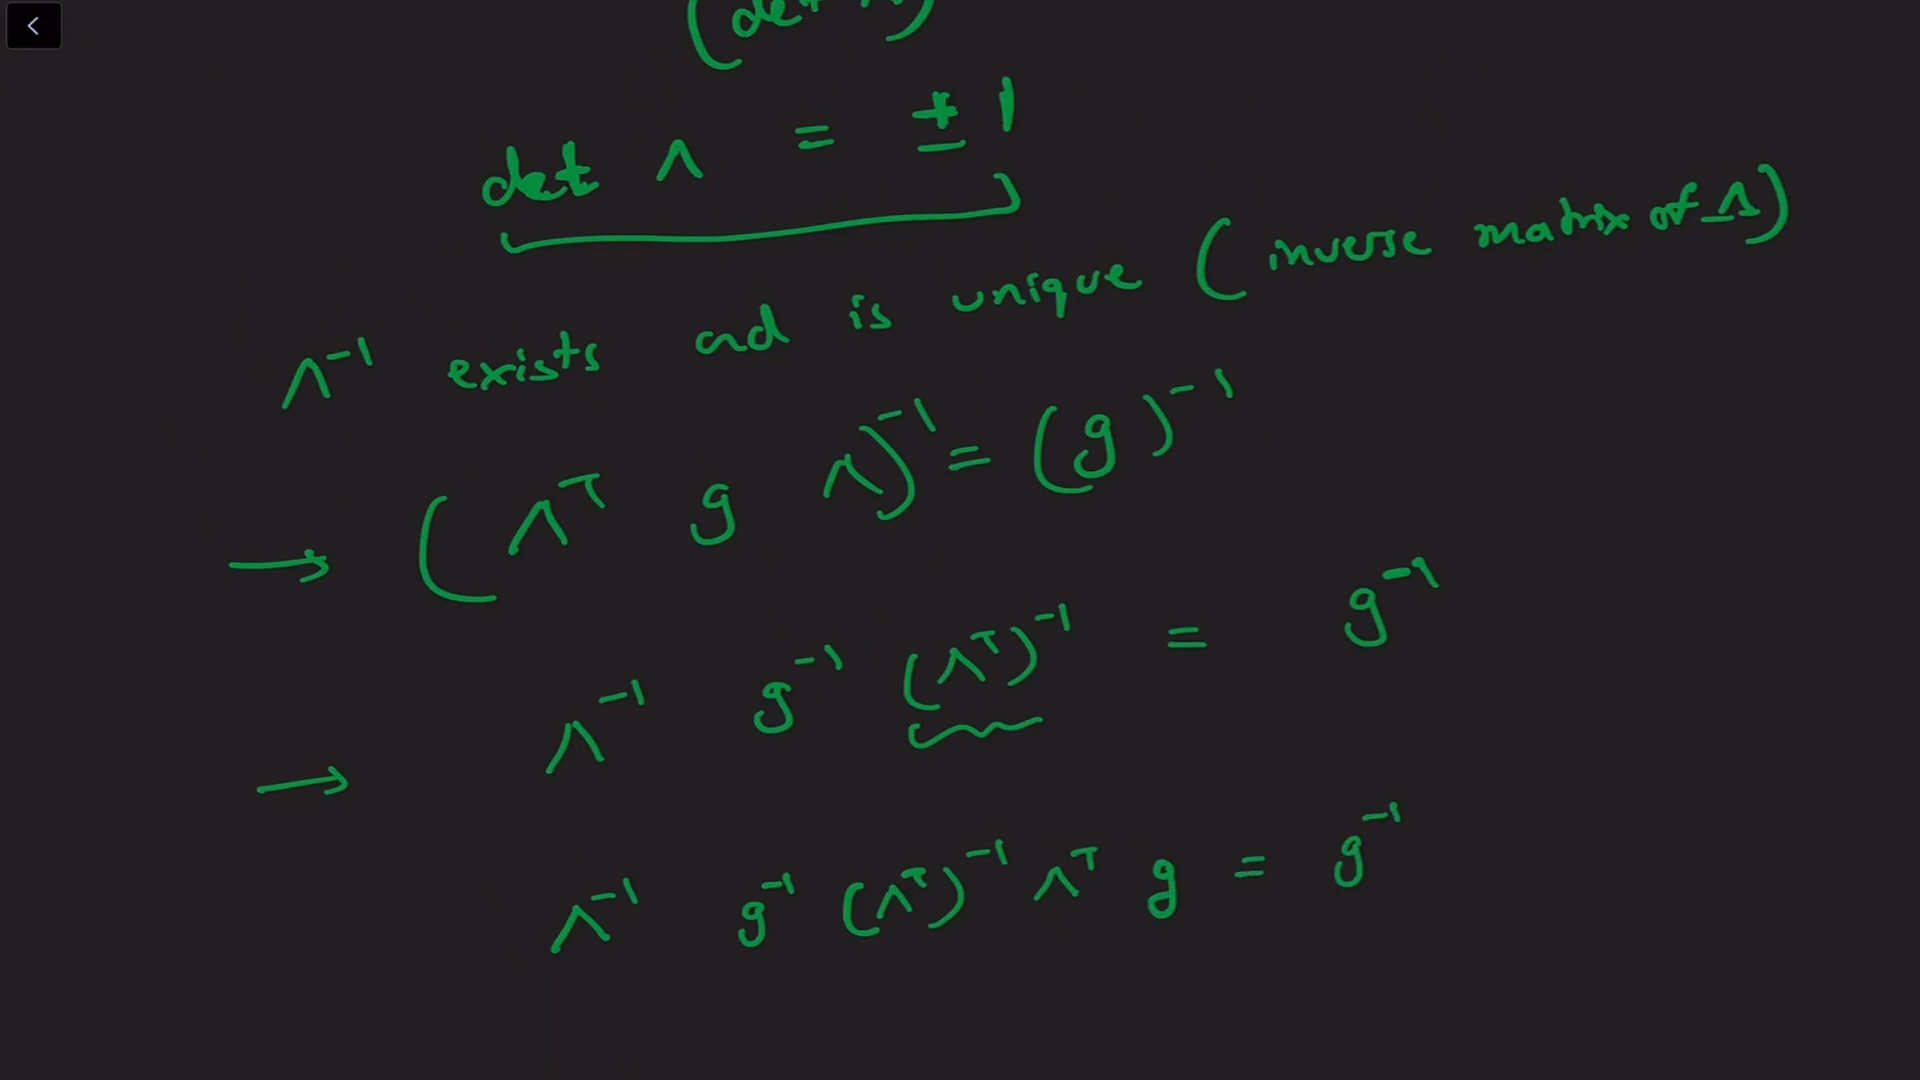 (det Λ)
det Λ = ± 1
Λ⁻¹ exists and is unique (inverse matrix of Λ)
→ (Λᵀ g Λ)⁻¹ = (g)⁻¹
→ Λ⁻¹ g⁻¹ (Λᵀ)⁻¹ = g⁻¹
Λ⁻¹ g⁻¹ (Λᵀ)⁻¹ Λᵀ g = g⁻¹